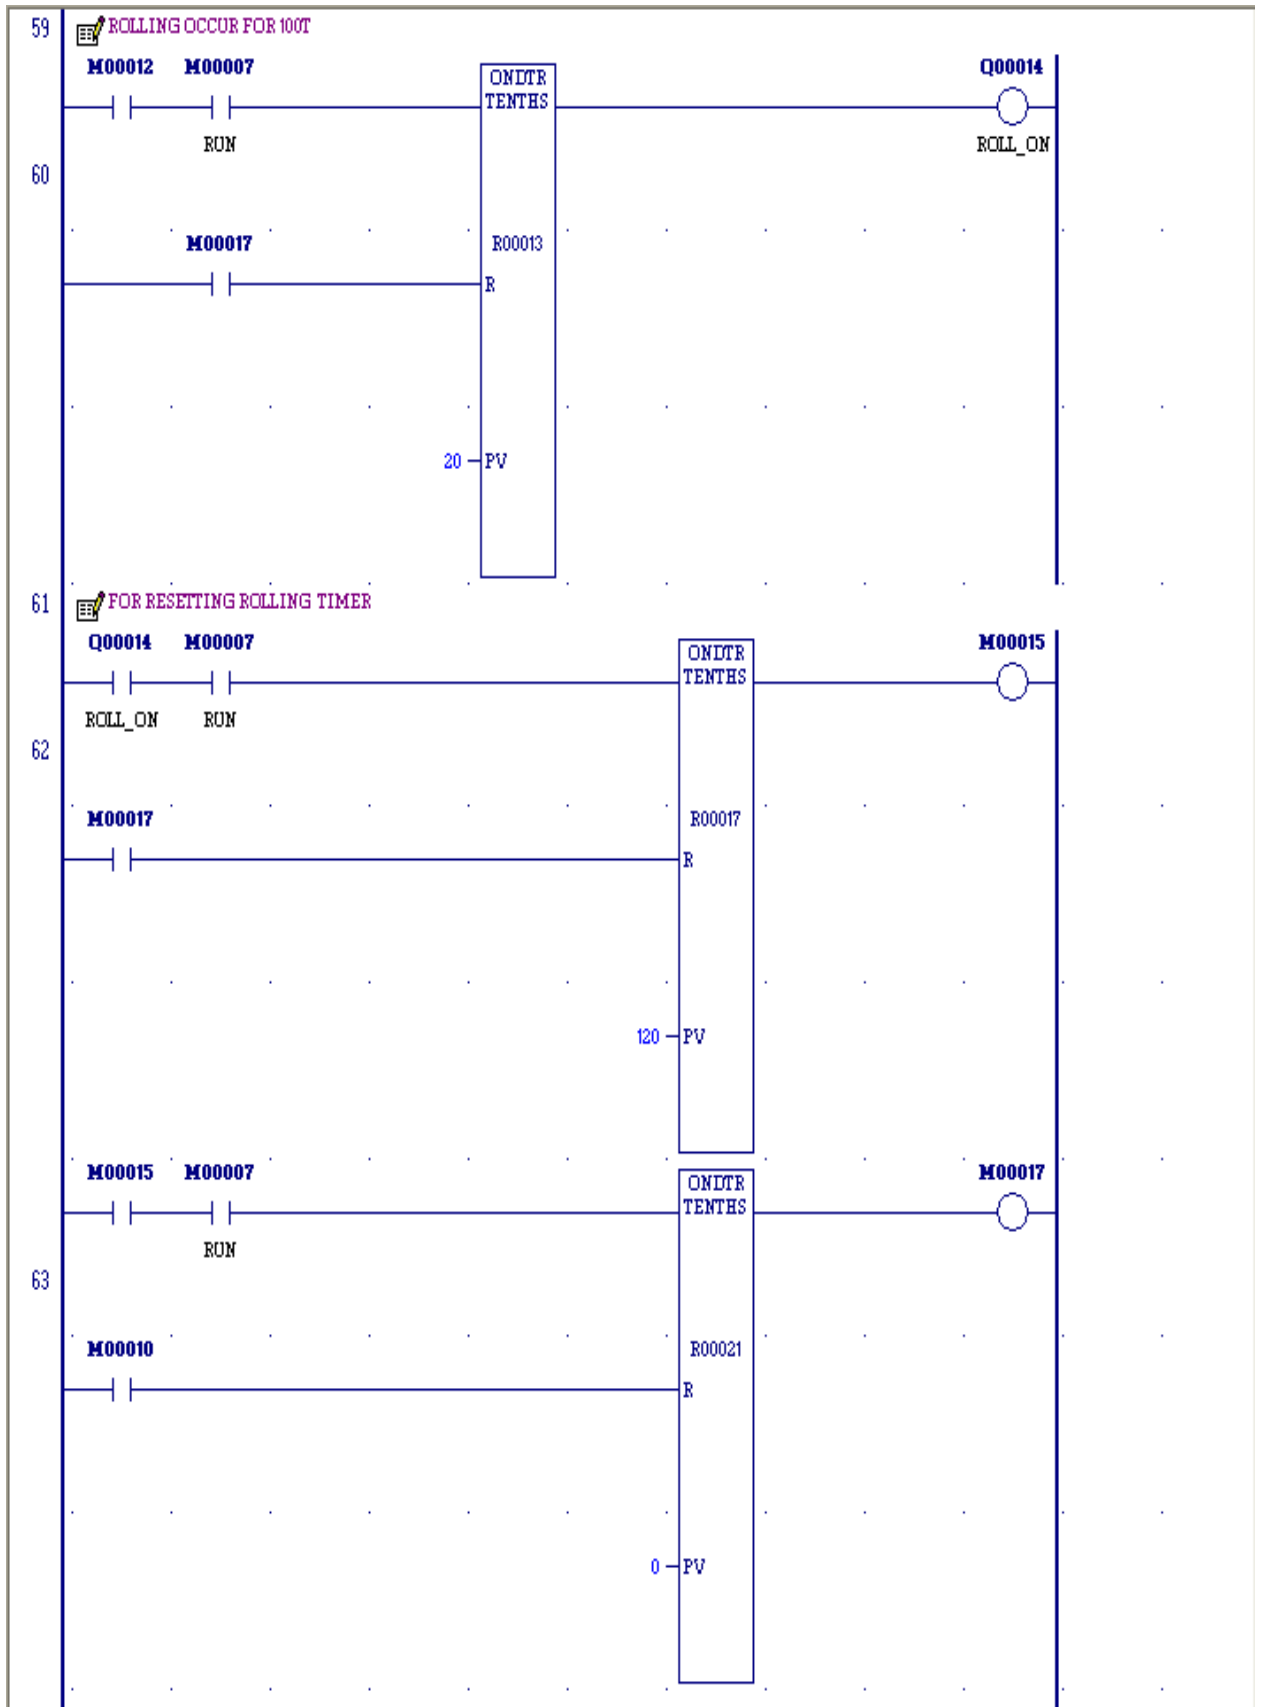 59 ROLLING OCCUR FOR 100T
M00012 M00007 Q00014
ONDTR
TENTHS
RUN ROLL_ON
60
M00017 R00013
R
20 PV
61 FOR RESETTING ROLLING TIMER
Q00014 M00007 M00015
ONDTR
TENTHS
ROLL_ON RUN
62
M00017 R00017
R
120 PV
M00015 M00007 M00017
ONDTR
TENTHS
RUN
63
M00010 R00021
R
0 PV